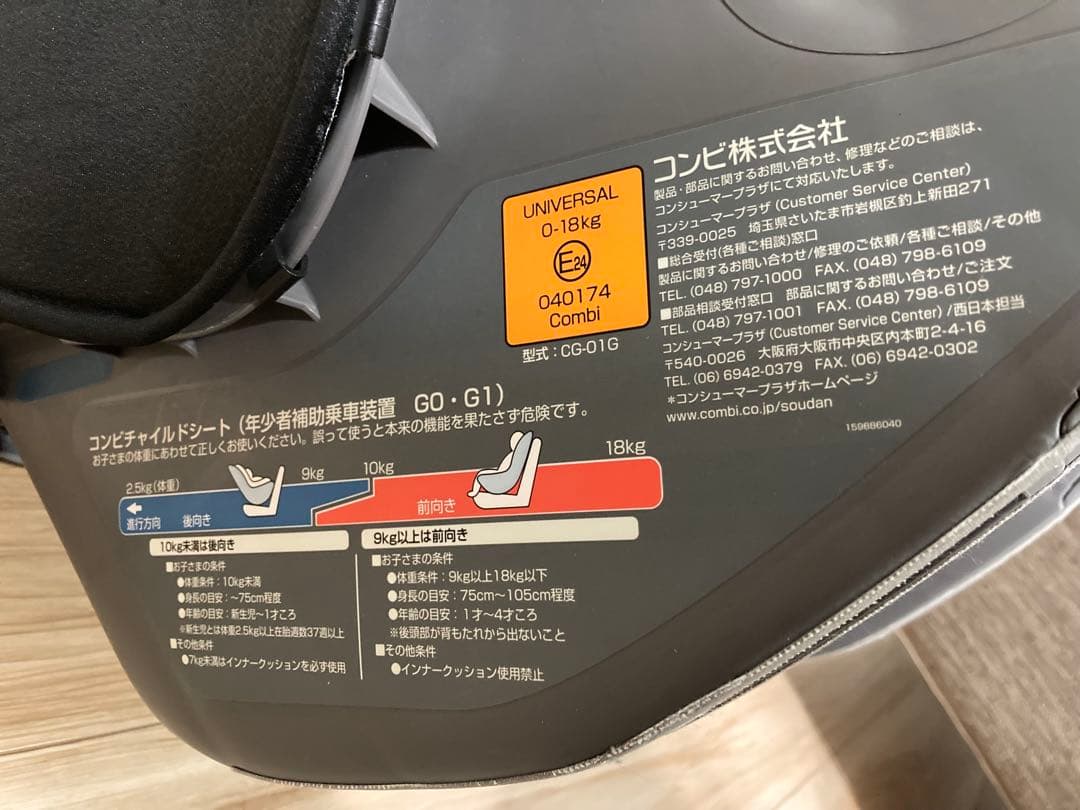 コンビ株式会社
製品・部品に関するお問い合わせ、修理などのご相談は、
コンシューマープラザにて対応いたします。
コンシューマープラザ (Customer Service Center)
〒339-0025 埼玉県さいたま市岩槻区釣上新田271
■総合受付(各種ご相談)窓口
製品に関するお問い合わせ/修理のご依頼/各種ご相談/その他
TEL. (048) 797-1000 FAX. (048) 798-6109
■部品相談受付窓口 部品に関するお問い合わせ/ご注文
TEL. (048) 797-1001 FAX. (048) 798-6109
コンシューマープラザ (Customer Service Center) /西日本担当
〒540-0026 大阪府大阪市中央区内本町2-4-16
TEL. (06) 6942-0379 FAX. (06) 6942-0302
*コンシューマープラザホームページ
www.combi.co.jp/soudan
159886040
UNIVERSAL
0-18kg
E24
040174
Combi
型式:CG-01G
コンビチャイルドシート (年少者補助乗車装置 G0・G1)
お子さまの体重にあわせて正しくお使いください。誤って使うと本来の機能を果たさず危険です。
2.5kg (体重)
9kg
10kg
18kg
進行方向 後向き
前向き
10kg未満は後向き
■お子さまの条件
●体重条件:10kg未満
●身長の目安:~75cm程度
●年齢の目安:新生児~1才ころ
※新生児とは体重2.5kg以上在胎週数37週以上
■その他条件
●7kg未満はインナークッションを必ず使用
9kg以上は前向き
■お子さまの条件
●体重条件:9kg以上18kg以下
●身長の目安:75cm~105cm程度
●年齢の目安:1才~4才ころ
※後頭部が背もたれから出ないこと
■その他条件
●インナークッション使用禁止